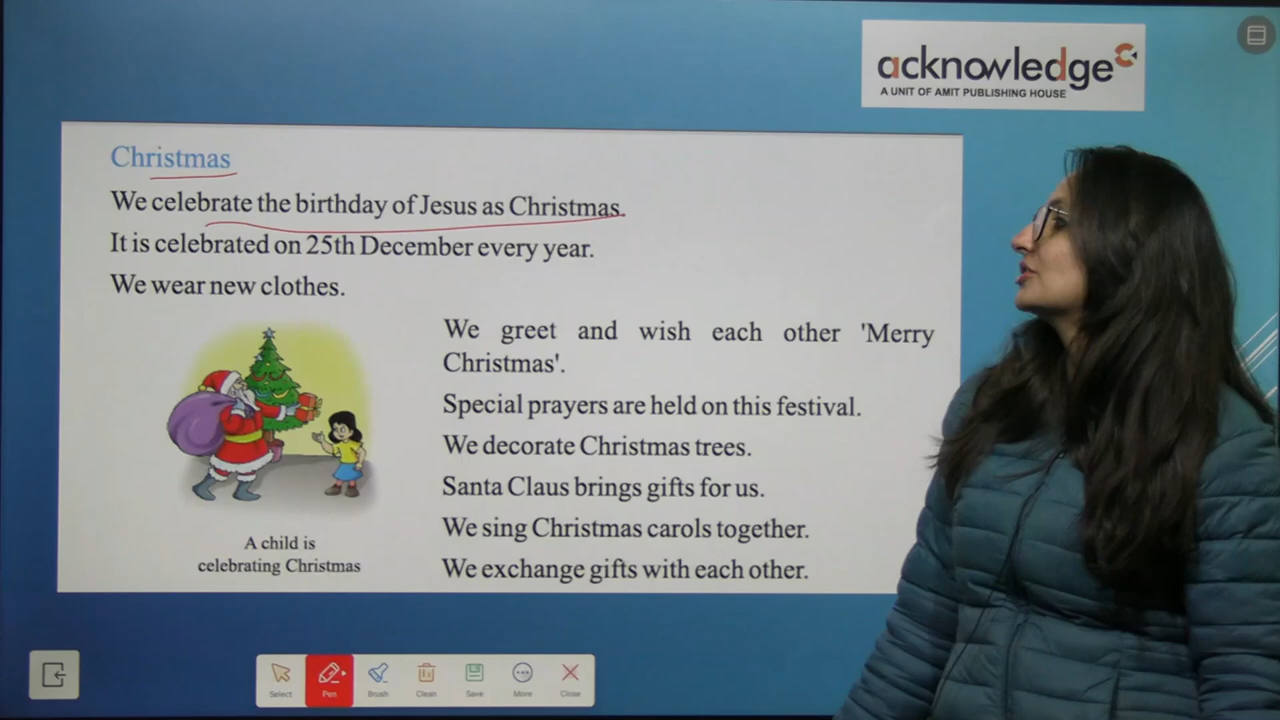 acknowledge
A UNIT OF AMIT PUBLISHING HOUSE
Christmas
We celebrate the birthday of Jesus as Christmas.
It is celebrated on 25th December every year.
We wear new clothes.
We greet and wish each other 'Merry
Christmas'.
Special prayers are held on this festival.
We decorate Christmas trees.
Santa Claus brings gifts for us.
We sing Christmas carols together.
We exchange gifts with each other.
A child is
celebrating Christmas
Select
Pen
Brush
Clean
Save
More
Close